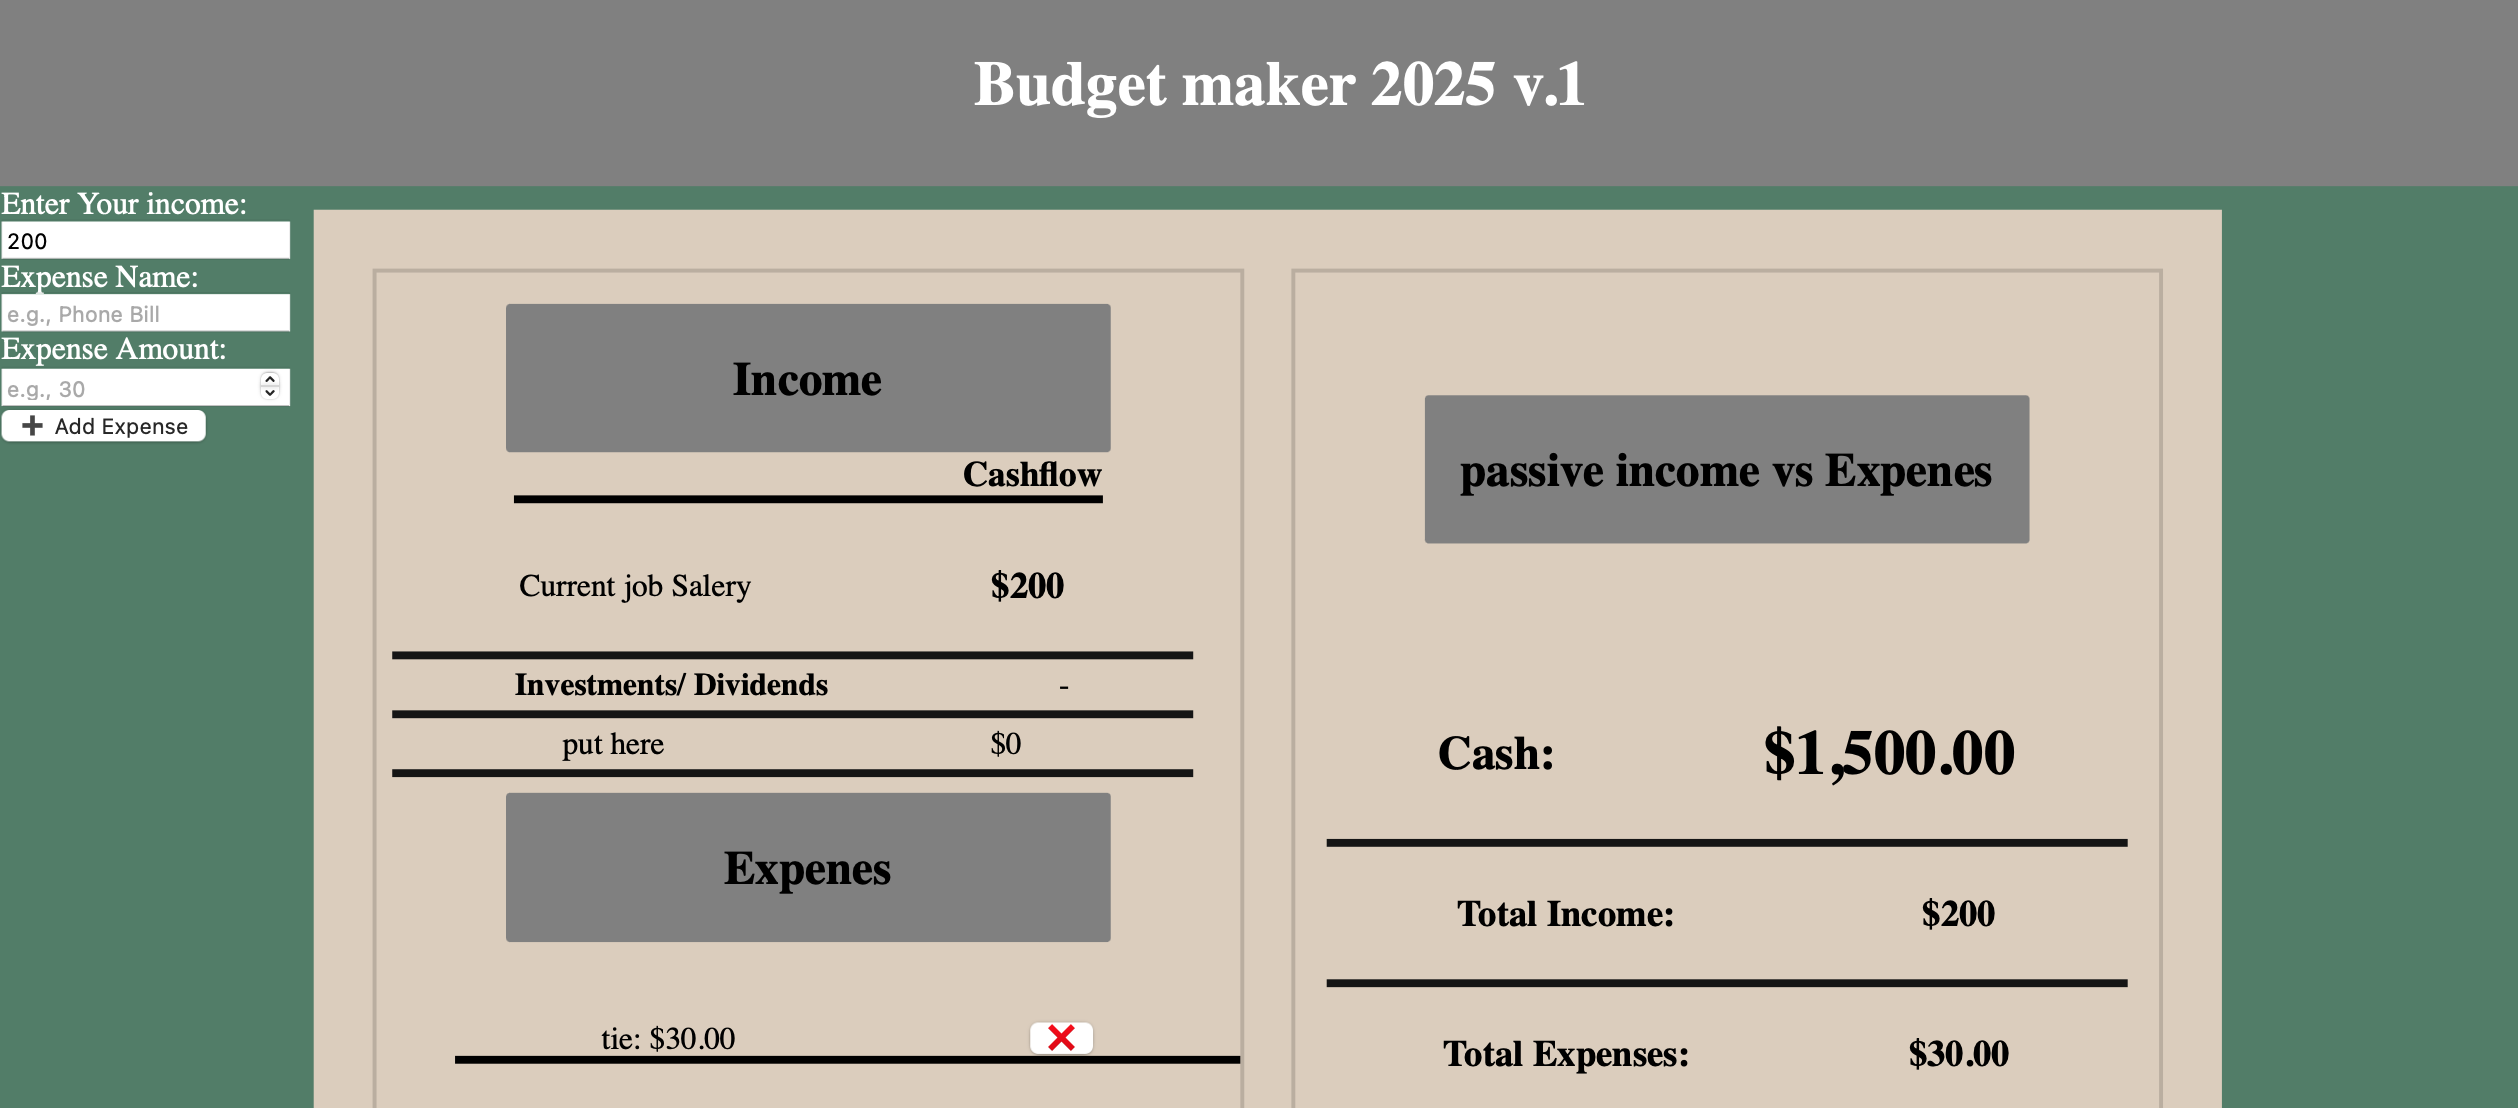 Budget maker 2025 v.1
Enter Your income:
200
Expense Name:
e.g., Phone Bill
Expense Amount:
e.g., 30
Add Expense
Income
Cashflow
Current job Salery $200
Investments/ Dividends -
put here $0
Expenes
tie: $30.00
passive income vs Expenes
Cash: $1,500.00
Total Income: $200
Total Expenses: $30.00